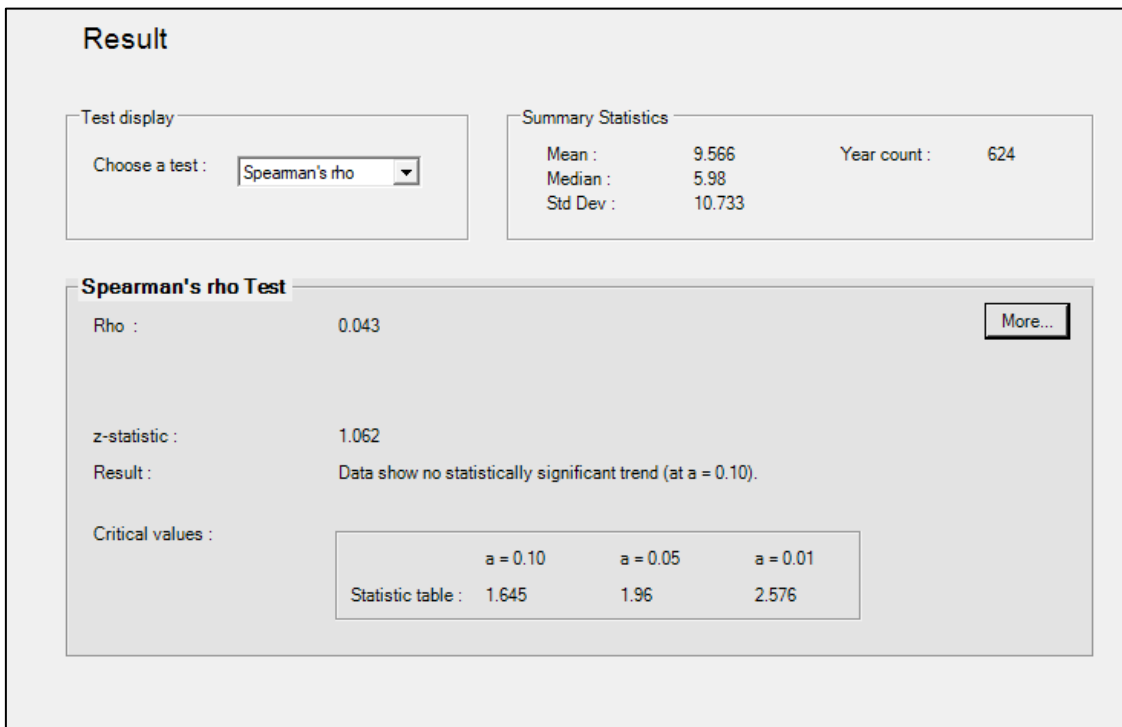 Result
Test display
Choose a test :
Spearman's rho
Summary Statistics
Mean : 9.566 Year count : 624
Median : 5.98
Std Dev : 10.733
Spearman's rho Test
Rho : 0.043
More...
z-statistic : 1.062
Result : Data show no statistically significant trend (at a = 0.10).
Critical values :
a = 0.10 a = 0.05 a = 0.01
Statistic table : 1.645 1.96 2.576